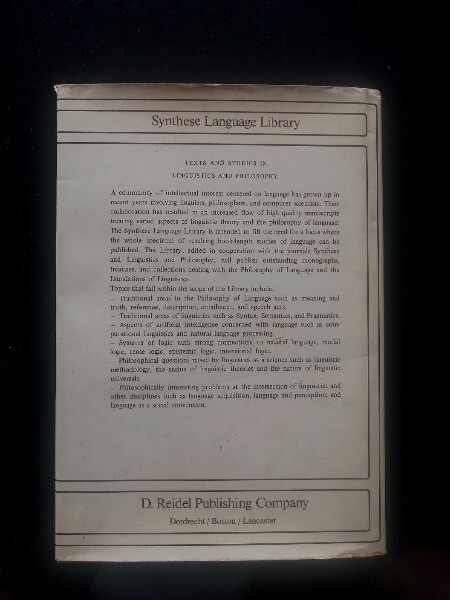 Synthese Language Library
TEXTS AND STUDIES IN
LINGUISTICS AND PHILOSOPHY
A community of intellectual interest centered on language has grown up in
recent years involving linguists, philosophers, and computer scientists. Their
collaboration has resulted in an increased flow of high quality manuscripts
treating varied aspects of linguistic theory and the philosophy of language.
The Synthese Language Library is intended to fill the need for a locus where
the whole spectrum of resulting book-length studies of language can be
published. The Library, edited in cooperation with the journals Synthese
and Linguistics and Philosophy, will publish outstanding monographs,
treatises, and collections dealing with the Philosophy of Language and the
foundations of Linguistics.
Topics that fall within the scope of the Library include:
— Traditional areas in the Philosophy of Language such as meaning and
truth, reference, description, entailment, and speech acts.
— Traditional areas of linguistics such as Syntax, Semantics, and Pragmatics.
— Aspects of artificial intelligence concerned with language such as com-
putational linguistics and natural language processing.
— Systems of logic with strong connections to natural language, modal
logic, tense logic, epistemic logic, intensional logic.
— Philosophical questions raised by linguistics as a science such as linguistic
methodology, the status of linguistic theories and the nature of linguistic
universals.
— Philosophically interesting problems at the intersection of linguistics and
other disciplines such as language acquisition, language and perception, and
language as a social convention.
D. Reidel Publishing Company
Dordrecht / Boston / Lancaster